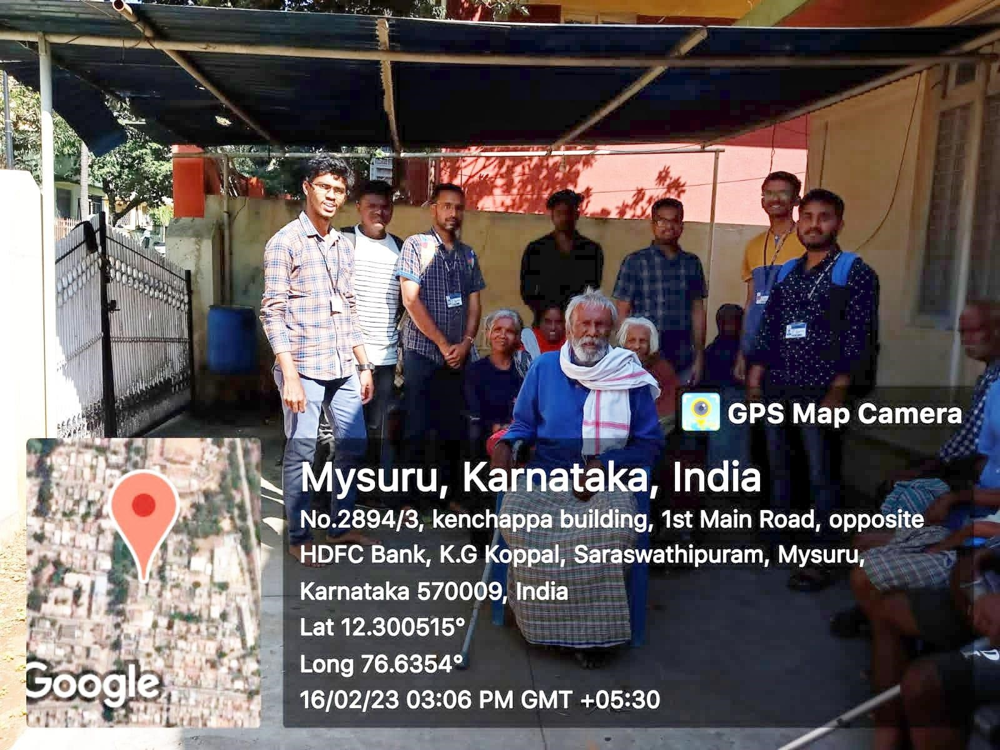 GPS Map Camera
Mysuru, Karnataka, India
No.2894/3, kenchappa building, 1st Main Road, opposite
HDFC Bank, K.G Koppal, Saraswathipuram, Mysuru,
Karnataka 570009, India
Lat 12.300515°
Long 76.6354°
16/02/23 03:06 PM GMT +05:30
Google